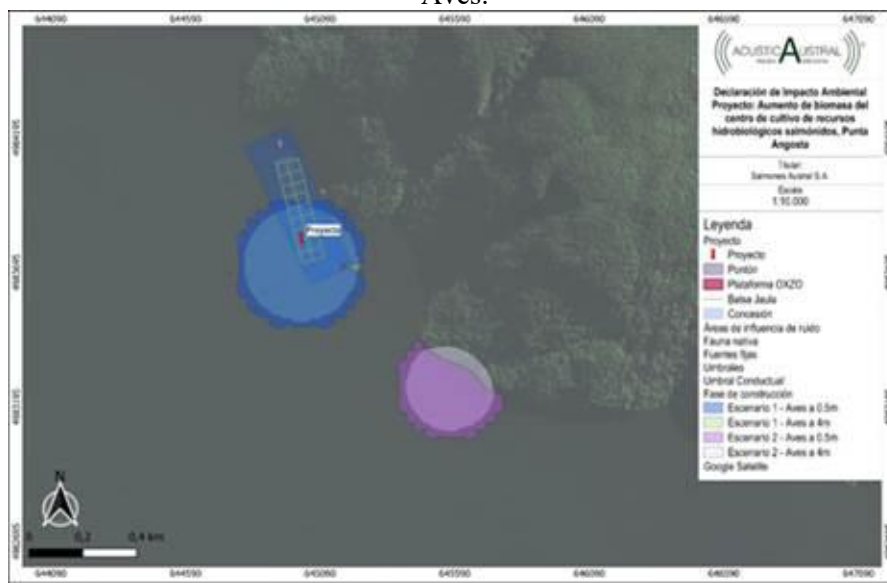 Aves.
644090 644590 645090 645590 646090 646590 647090
ACUSTICAUSTRAL
Declaración de Impacto Ambiental
Proyecto: Aumento de biomasa del
centro de cultivo de recursos
hidrobiológicos salmónidos, Punta
Angosta
Titular
Salmones Austral S.A.
Escala
1:10.000
Leyenda
Proyecto
Proyecto
Pontón
Plataforma OXZO
Balsa Jaula
Concesión
Áreas de influencia de ruido
Fauna nativa
Fuentes fijas
Umbrales
Umbral Conductual
Fase de construcción
Escenario 1 - Aves a 0.5m
Escenario 1 - Aves a 4m
Escenario 2 - Aves a 0.5m
Escenario 2 - Aves a 4m
Google Satelite
Proyecto
N
0 0,2 0,4 km
644090 644590 645090 645590 646090 646590 647090